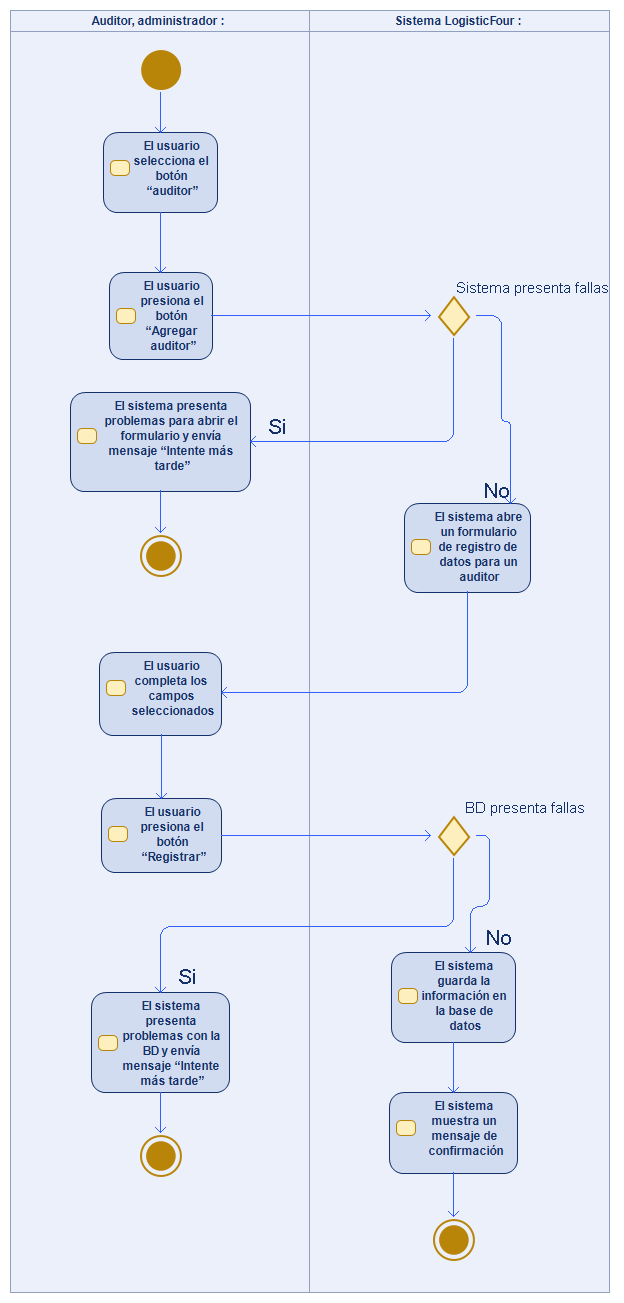 Auditor, administrador :
Sistema LogisticFour :
El usuario
selecciona el
botón
“auditor”
El usuario
presiona el
botón
“Agregar
auditor”
Sistema presenta fallas
El sistema presenta
problemas para abrir el
formulario y envía
mensaje “Intente más
tarde”
Si
No
El sistema abre
un formulario
de registro de
datos para un
auditor
El usuario
completa los
campos
seleccionados
El usuario
presiona el
botón
“Registrar”
BD presenta fallas
No
El sistema
guarda la
información en
la base de
datos
Si
El sistema
presenta
problemas con la
BD y envía
mensaje “Intente
más tarde”
El sistema
muestra un
mensaje de
confirmación